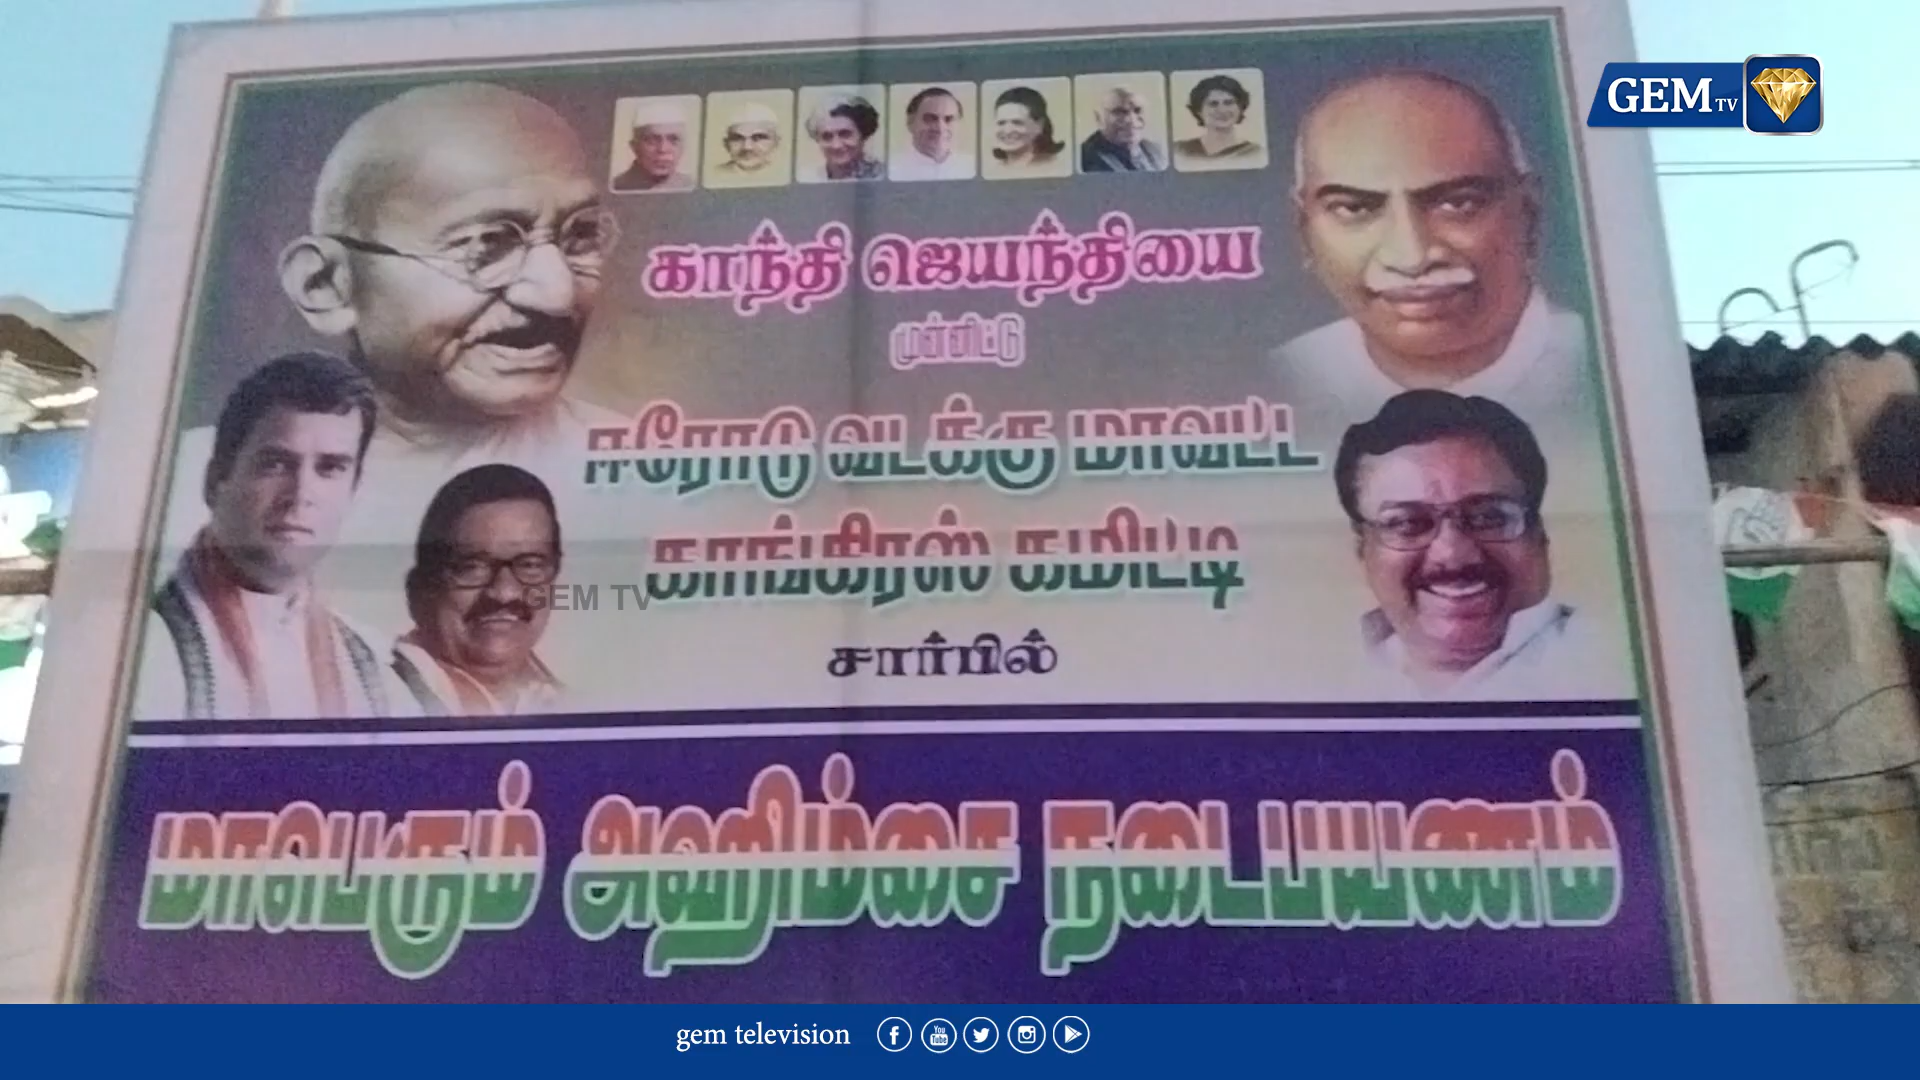 GEM TV
காந்தி ஜெயந்தியை
முன்னிட்டு
ஈரோடு வடக்கு மாவட்ட
காங்கிரஸ் கமிட்டி
GEM TV
சார்பில்
மாபெரும் அஹிம்சை நடைபயணம்
gem television